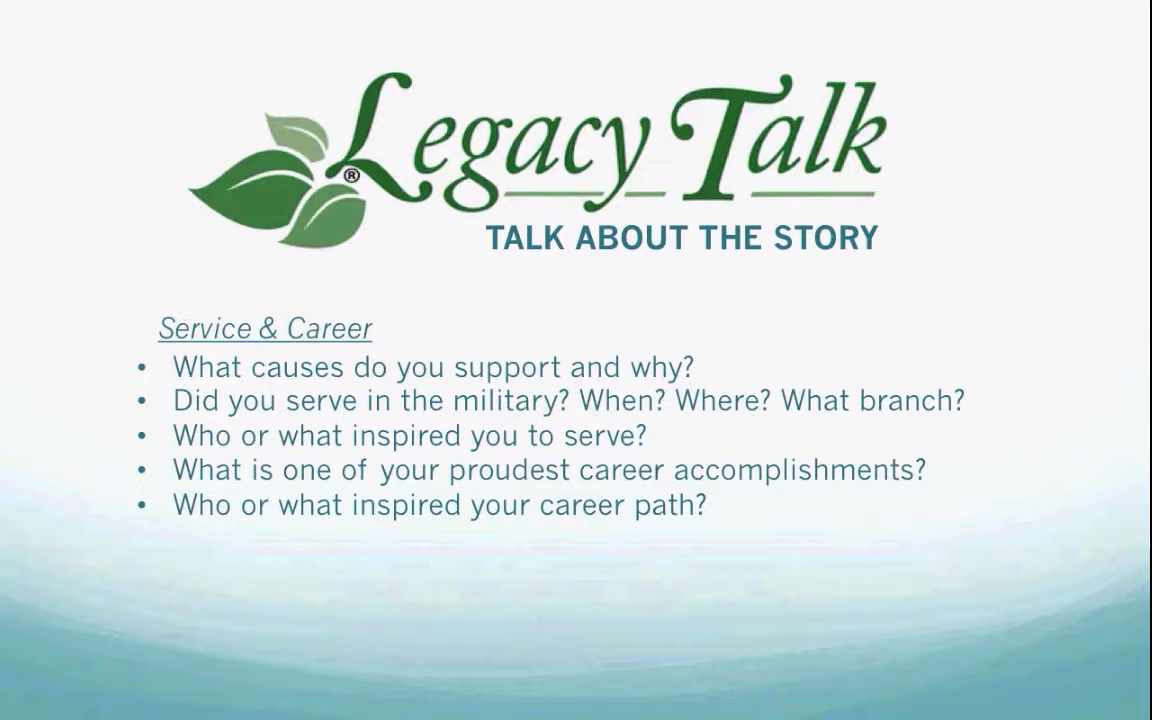 Legacy Talk
®
TALK ABOUT THE STORY
Service & Career
• What causes do you support and why?
• Did you serve in the military? When? Where? What branch?
• Who or what inspired you to serve?
• What is one of your proudest career accomplishments?
• Who or what inspired your career path?